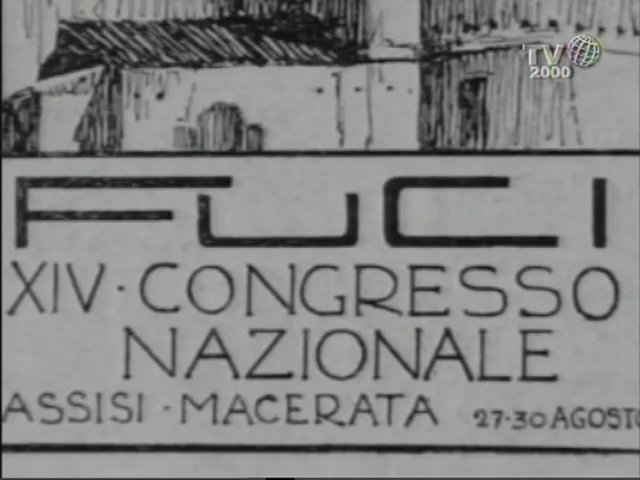 TV
2000
FUCI
XIV · CONGRESSO
NAZIONALE
ASSISI · MACERATA 27-30 AGOSTO